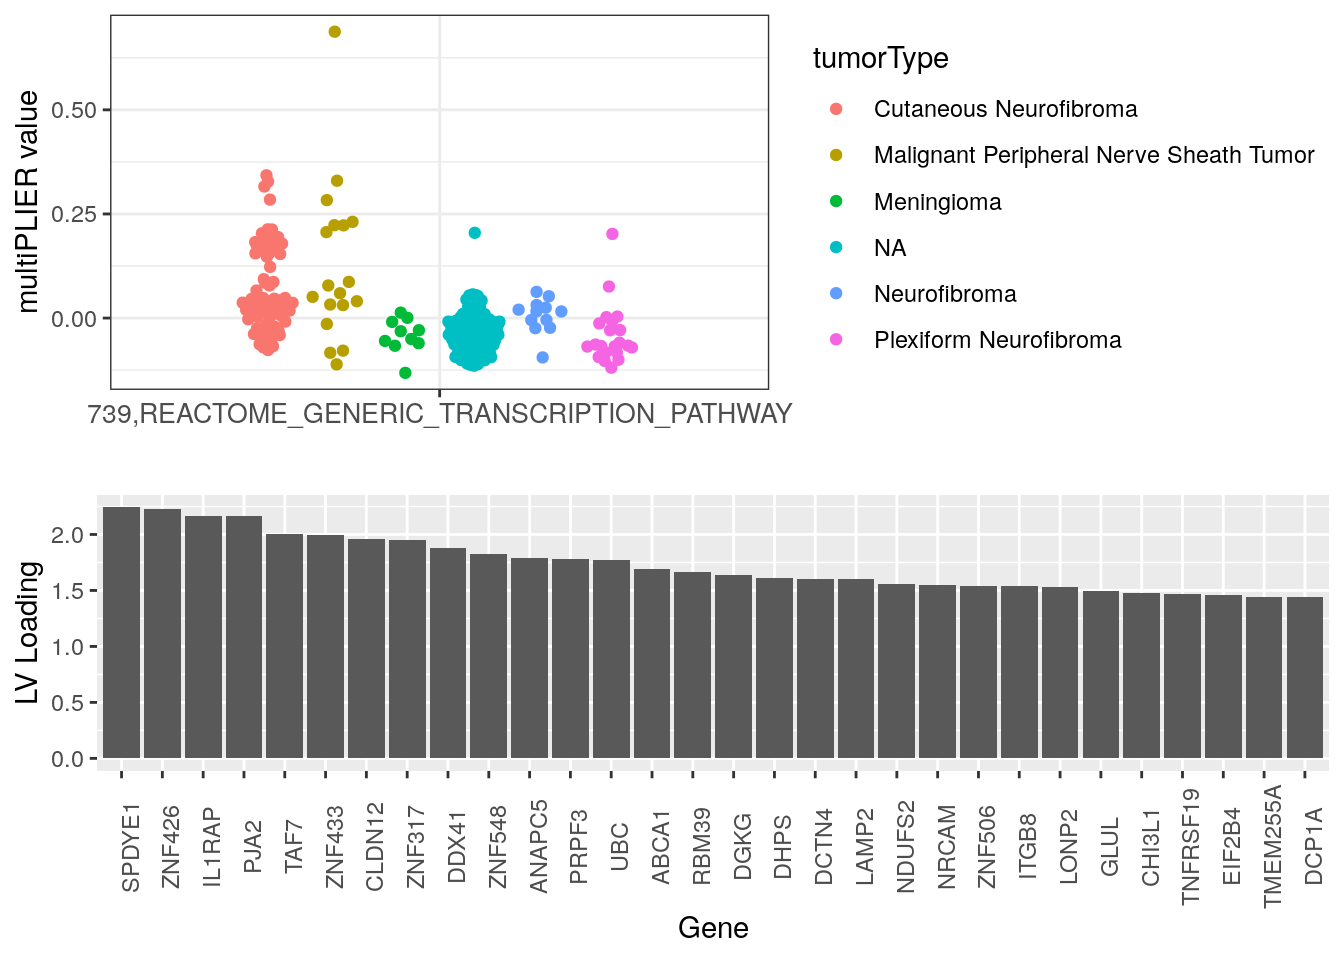 multiPLIER value
0.50
0.25
0.00
739,REACTOME_GENERIC_TRANSCRIPTION_PATHWAY
tumorType
Cutaneous Neurofibroma
Malignant Peripheral Nerve Sheath Tumor
Meningioma
NA
Neurofibroma
Plexiform Neurofibroma
LV Loading
2.0
1.5
1.0
0.5
0.0
SPDYE1
ZNF426
IL1RAP
PJA2
TAF7
ZNF433
CLDN12
ZNF317
DDX41
ZNF548
ANAPC5
PRPF3
UBC
ABCA1
RBM39
DGKG
DHPS
DCTN4
LAMP2
NDUFS2
NRCAM
ZNF506
ITGB8
LONP2
GLUL
CHI3L1
TNFRSF19
EIF2B4
TMEM255A
DCP1A
Gene